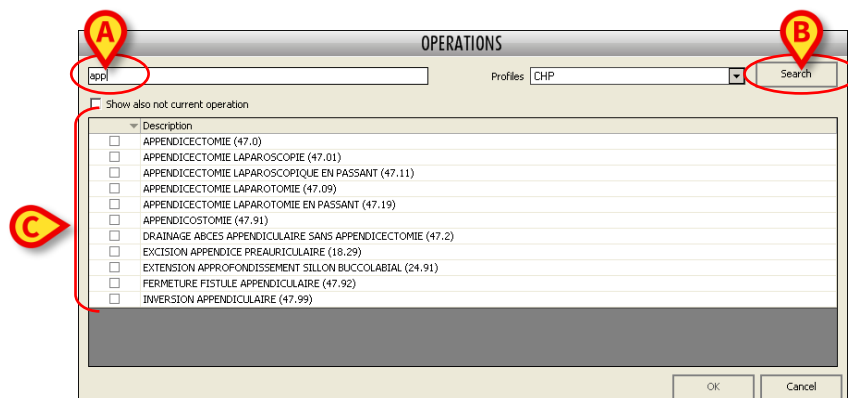 A
B
OPERATIONS
app
Profiles CHP Search
Show also not current operation
Description
APPENDICECTOMIE (47.0)
APPENDICECTOMIE LAPAROSCOPIE (47.01)
APPENDICECTOMIE LAPAROSCOPIQUE EN PASSANT (47.11)
APPENDICECTOMIE LAPAROTOMIE (47.09)
APPENDICECTOMIE LAPAROTOMIE EN PASSANT (47.19)
C
APPENDICOSTOMIE (47.91)
DRAINAGE ABCES APPENDICULAIRE SANS APPENDICECTOMIE (47.2)
EXCISION APPENDICE PREAURICULAIRE (18.29)
EXTENSION APPROFONDISSEMENT SILLON BUCCOLABIAL (24.91)
FERMETURE FISTULE APPENDICULAIRE (47.92)
INVERSION APPENDICULAIRE (47.99)
OK Cancel